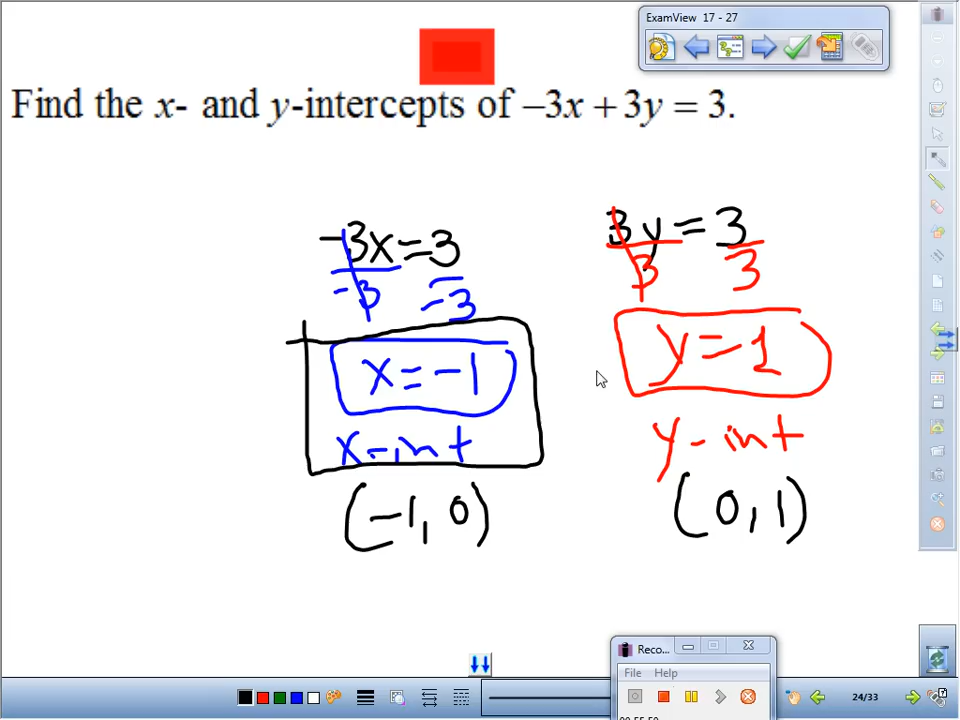 ExamView 17 - 27
Find the x- and y-intercepts of −3x + 3y = 3.
-3x = 3
-3 -3
x = -1
x-int
(-1, 0)
3y = 3
3 3
y = 1
y-int
(0, 1)
Reco...
File Help
24/33